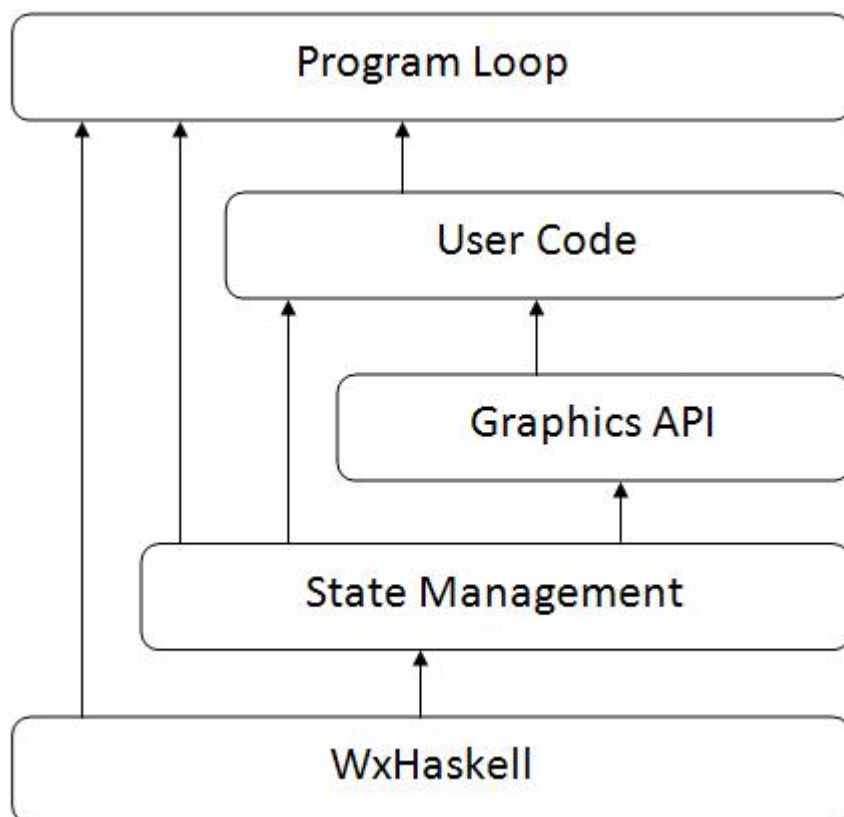 Program Loop
User Code
Graphics API
State Management
WxHaskell